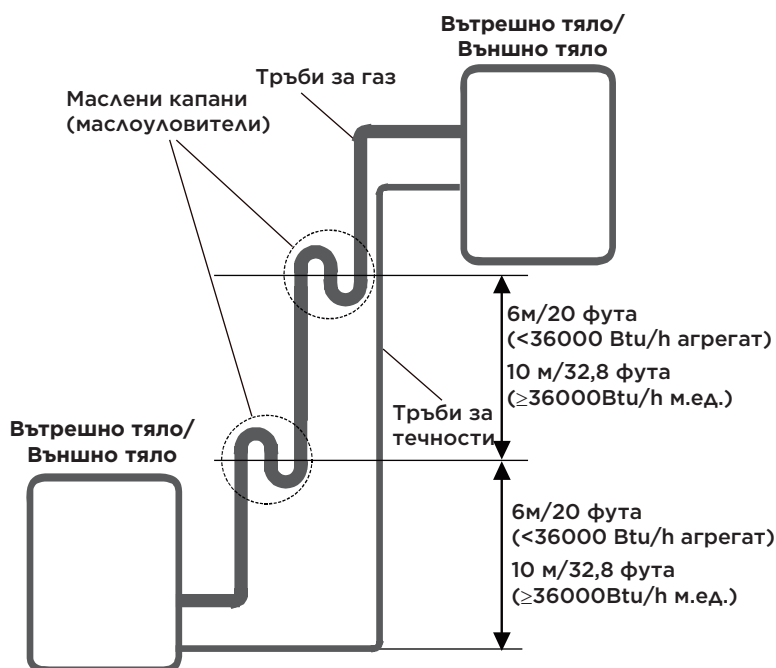 Вътрешно тяло/
Външно тяло
Тръби за газ
Маслени капани
(маслоуловители)
6м/20 фута
(<36000 Btu/h агрегат)
10 м/32,8 фута
(≥36000Btu/h м.ед.)
Тръби за
течности
Вътрешно тяло/
Външно тяло
6м/20 фута
(<36000 Btu/h агрегат)
10 м/32,8 фута
(≥36000Btu/h м.ед.)